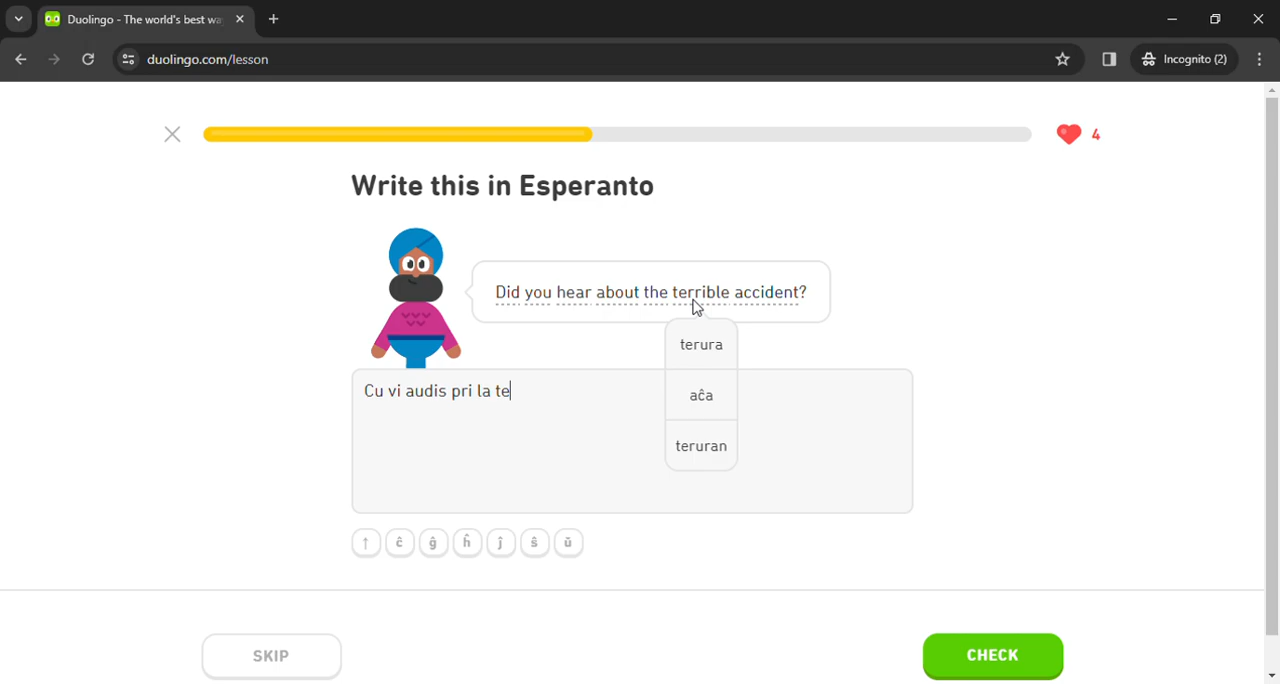 Duolingo - The world's best wa
duolingo.com/lesson
Incognito (2)
4
Write this in Esperanto
Did you hear about the terrible accident?
terura
aĉa
teruran
Cu vi audis pri la te
↑ ĉ ĝ ĥ ĵ ŝ ŭ
SKIP
CHECK